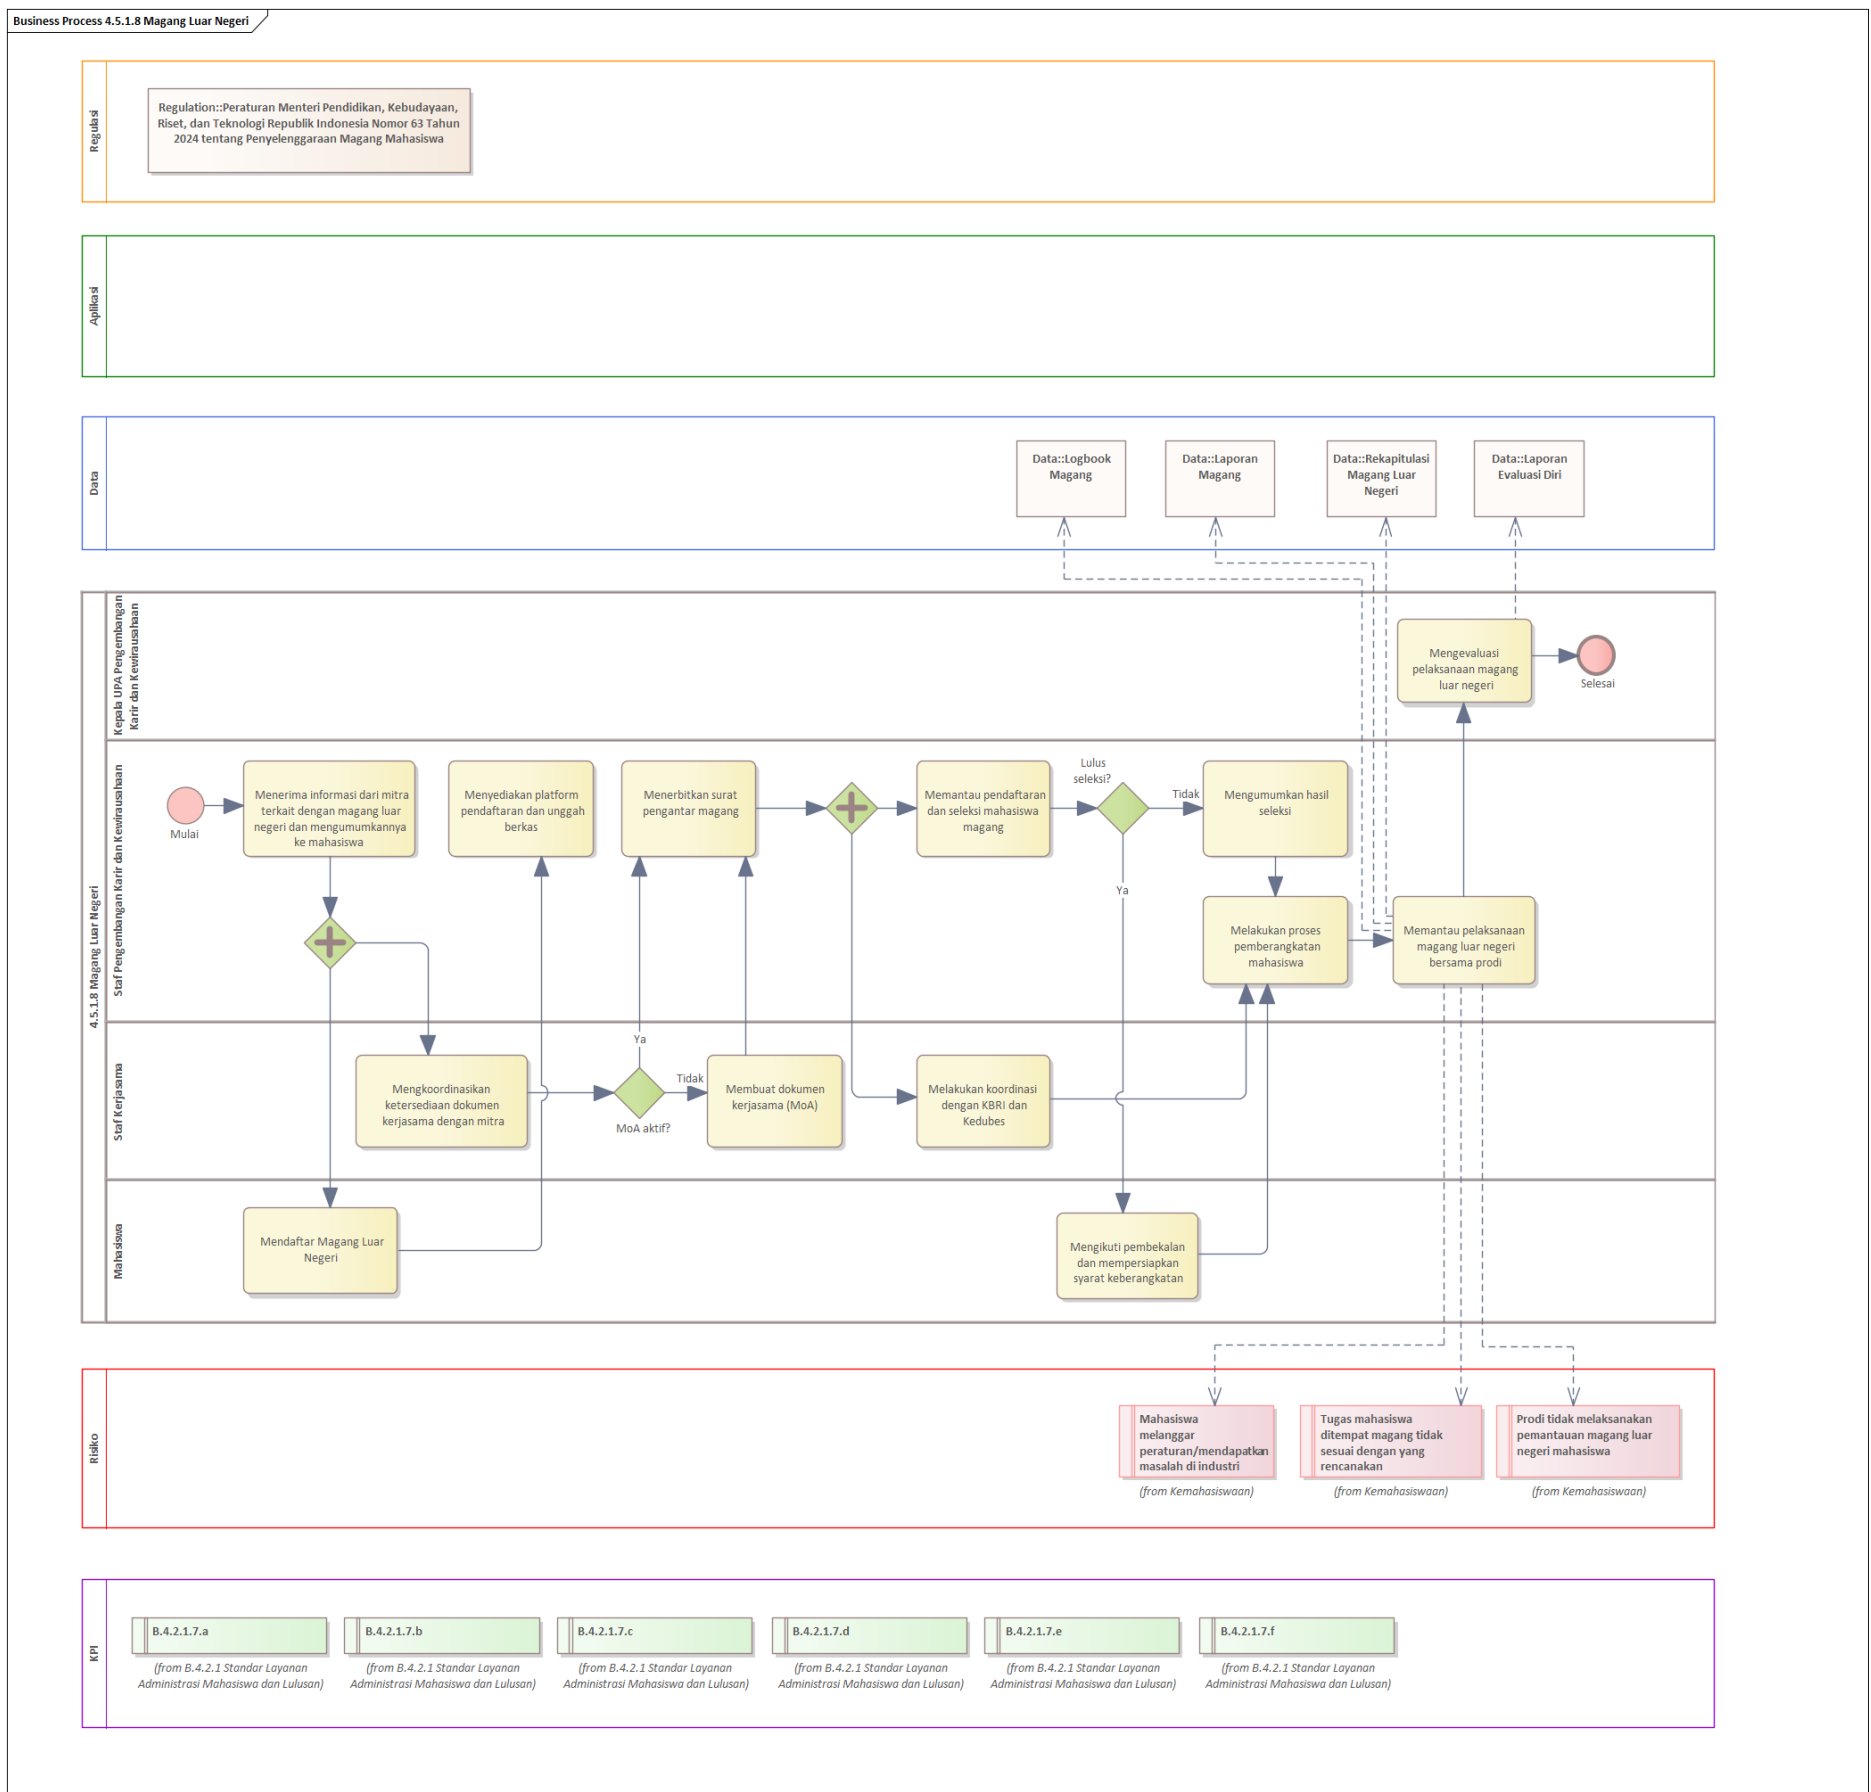 Business Process 4.5.1.8 Magang Luar Negeri
Regulasi
Regulation::Peraturan Menteri Pendidikan, Kebudayaan,
Riset, dan Teknologi Republik Indonesia Nomor 63 Tahun
2024 tentang Penyelenggaraan Magang Mahasiswa
Aplikasi
Data
Data::Logbook
Magang
Data::Laporan
Magang
Data::Rekapitulasi
Magang Luar
Negeri
Data::Laporan
Evaluasi Diri
4.5.1.8 Magang Luar Negeri
Kepala UPA Pengembangan
Karir dan Kewirausahaan
Mengevaluasi
pelaksanaan magang
luar negeri
Selesai
Staf Pengembangan Karir dan Kewirausahaan
Mulai
Menerima informasi dari mitra
terkait dengan magang luar
negeri dan mengumumkannya
ke mahasiswa
Menyediakan platform
pendaftaran dan unggah
berkas
Menerbitkan surat
pengantar magang
Memantau pendaftaran
dan seleksi mahasiswa
magang
Lulus
seleksi?
Tidak
Ya
Mengumumkan hasil
seleksi
Melakukan proses
pemberangkatan
mahasiswa
Memantau pelaksanaan
magang luar negeri
bersama prodi
Staf Kerjasama
Mengkoordinasikan
ketersediaan dokumen
kerjasama dengan mitra
Ya
MoA aktif?
Tidak
Membuat dokumen
kerjasama (MoA)
Melakukan koordinasi
dengan KBRI dan
Kedubes
Mahasiswa
Mendaftar Magang Luar
Negeri
Mengikuti pembekalan
dan mempersiapkan
syarat keberangkatan
Risiko
Mahasiswa
melanggar
peraturan/mendapatkan
masalah di industri
(from Kemahasiswaan)
Tugas mahasiswa
ditempat magang tidak
sesuai dengan yang
rencanakan
(from Kemahasiswaan)
Prodi tidak melaksanakan
pemantauan magang luar
negeri mahasiswa
(from Kemahasiswaan)
KPI
B.4.2.1.7.a
(from B.4.2.1 Standar Layanan
Administrasi Mahasiswa dan Lulusan)
B.4.2.1.7.b
(from B.4.2.1 Standar Layanan
Administrasi Mahasiswa dan Lulusan)
B.4.2.1.7.c
(from B.4.2.1 Standar Layanan
Administrasi Mahasiswa dan Lulusan)
B.4.2.1.7.d
(from B.4.2.1 Standar Layanan
Administrasi Mahasiswa dan Lulusan)
B.4.2.1.7.e
(from B.4.2.1 Standar Layanan
Administrasi Mahasiswa dan Lulusan)
B.4.2.1.7.f
(from B.4.2.1 Standar Layanan
Administrasi Mahasiswa dan Lulusan)